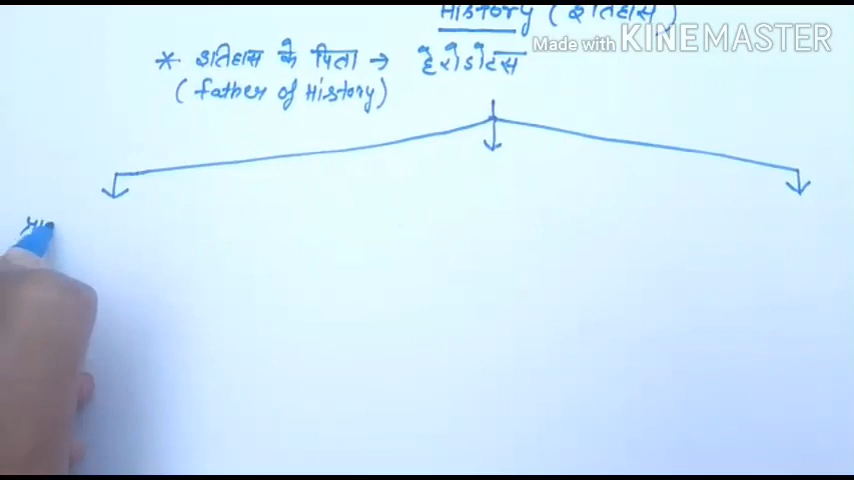 History (इतिहास)
Made with KINEMASTER
* इतिहास के पिता → हेरोडोटस
(father of History)